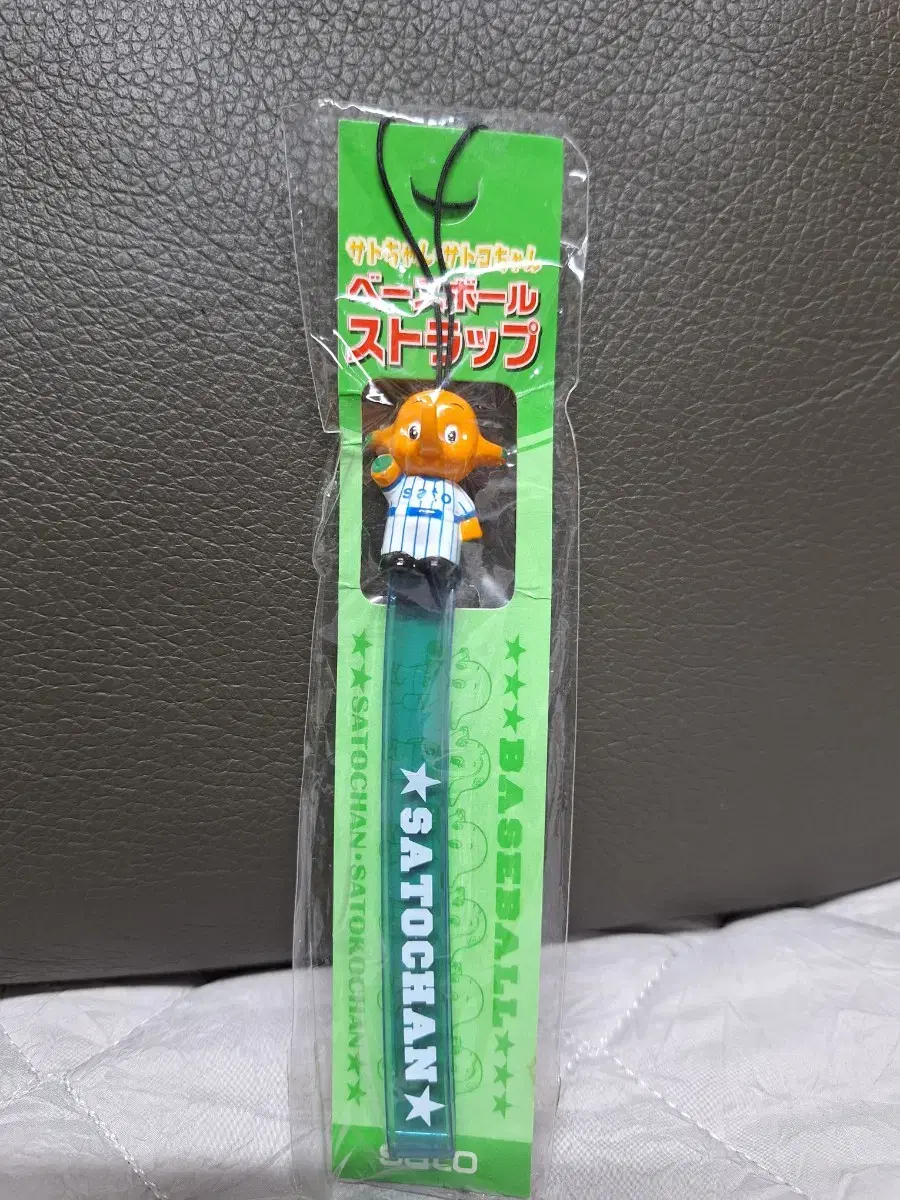 サトちゃん サトコちゃん
ベースボール
ストラップ
sato
★SATOCHAN★
★★SATOCHAN・SATOKOCHAN★★
★★★BASEBALL★★★
sato